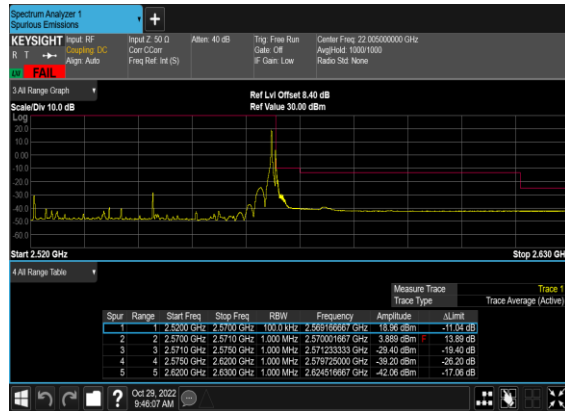 Spectrum Analyzer 1
Spurious Emissions
KEYSIGHT Input: RF Input Z: 50 Ω Atten: 40 dB Trig: Free Run Center Freq: 22.005000000 GHz
R T Coupling: DC Corr CCorr Gate: Off Avg|Hold: 1000/1000
Align: Auto Freq Ref: Int (S) IF Gain: Low Radio Std: None
FAIL
3 All Range Graph Ref Lvl Offset 8.40 dB
Scale/Div 10.0 dB Ref Value 30.00 dBm
Log
20.0
10.0
0.00
-10.0
-20.0
-30.0
-40.0
-50.0
-60.0
Start 2.520 GHz Stop 2.630 GH
4 All Range Table
Measure Trace Trace 1
Trace Type Trace Average (Active)
Spur Range Start Freq Stop Freq RBW Frequency Amplitude ΔLimit
1 1 2.5200 GHz 2.5700 GHz 100.0 kHz 2.569166667 GHz 18.96 dBm -11.04 dB
2 2 2.5700 GHz 2.5710 GHz 1.000 MHz 2.570001667 GHz 3.889 dBm F 13.89 dB
3 3 2.5710 GHz 2.5750 GHz 1.000 MHz 2.571233333 GHz -29.40 dBm -19.40 dB
4 4 2.5750 GHz 2.6200 GHz 1.000 MHz 2.579725000 GHz -39.20 dBm -26.20 dB
5 5 2.6200 GHz 2.6300 GHz 1.000 MHz 2.624516667 GHz -42.06 dBm -17.06 dB
Oct 29, 2022
9:46:07 AM